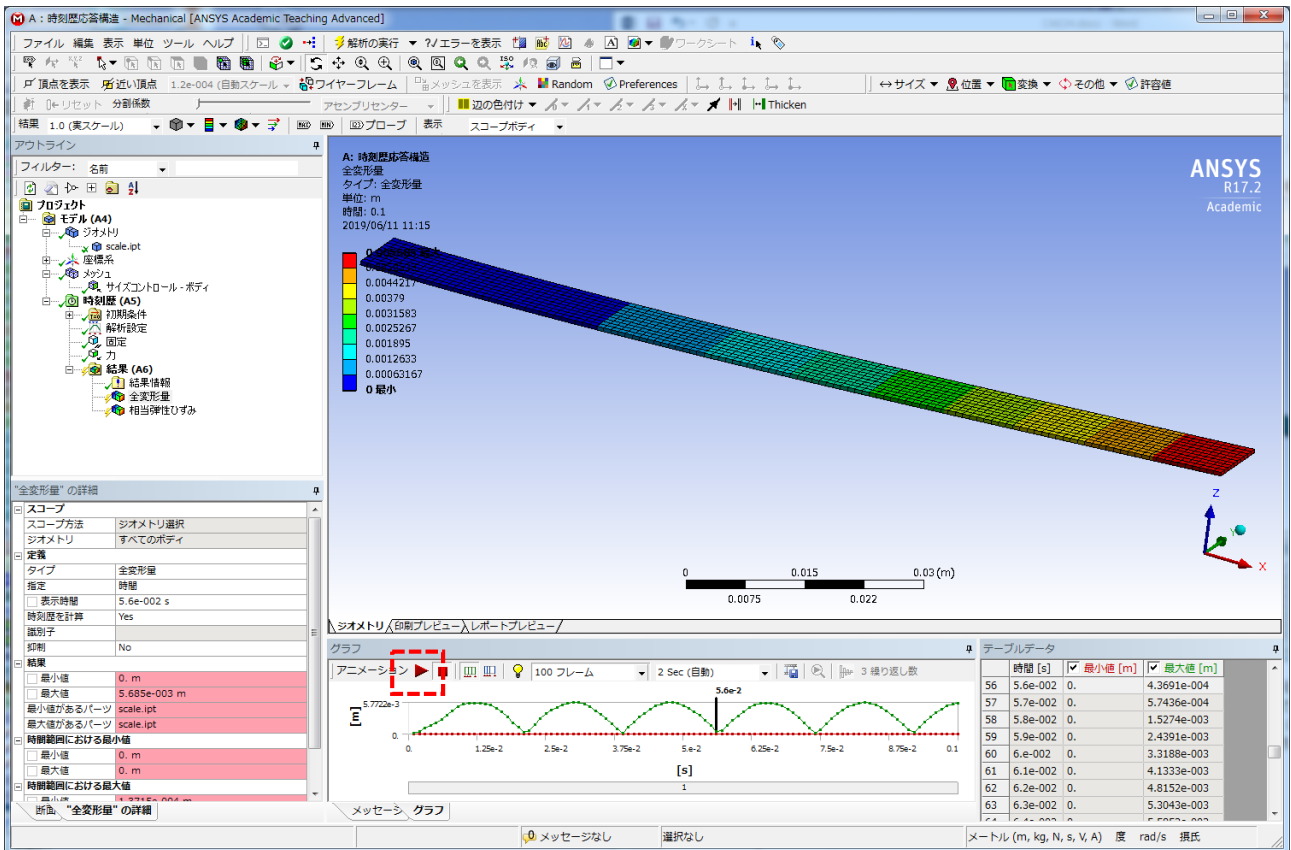 A : 時刻歴応答構造 - Mechanical [ANSYS Academic Teaching Advanced]
ファイル 編集 表示 単位 ツール ヘルプ 解析の実行 ?/エラーを表示 ワークシート
頂点を表示 近い頂点 1.2e-004 (自動スケール ワイヤーフレーム メッシュを表示 Random Preferences サイズ 位置 変換 その他 許容値
リセット 分割係数 アセンブリセンター 辺の色付け Thicken
結果 1.0 (実スケール) プローブ 表示 スコープボディ
アウトライン
フィルター: 名前
プロジェクト
モデル (A4)
ジオメトリ
scale.ipt
座標系
メッシュ
サイズコントロール - ボディ
時刻歴 (A5)
初期条件
解析設定
固定
力
結果 (A6)
結果情報
全変形量
相当弾性ひずみ
A: 時刻歴応答構造
全変形量
タイプ: 全変形量
単位: m
時間: 0.1
2019/06/11 11:15
0.0044217
0.00379
0.0031583
0.0025267
0.001895
0.0012633
0.00063167
0 最小
ANSYS
R17.2
Academic
Z
Y
X
0 0.015 0.03 (m)
0.0075 0.022
ジオメトリ 印刷プレビュー レポートプレビュー
"全変形量" の詳細
スコープ
スコープ方法 ジオメトリ選択
ジオメトリ すべてのボディ
定義
タイプ 全変形量
指定 時間
表示時間 5.6e-002 s
時刻歴を計算 Yes
識別子
抑制 No
結果
最小値 0. m
最大値 5.685e-003 m
最小値があるパーツ scale.ipt
最大値があるパーツ scale.ipt
時間範囲における最小値
最小値 0. m
最大値 0. m
時間範囲における最大値
断面 "全変形量" の詳細
グラフ
アニメーション 100 フレーム 2 Sec (自動) 3 繰り返し数
5.6e-2
5.7722e-3
[m]
0.
0. 1.25e-2 2.5e-2 3.75e-2 5.e-2 6.25e-2 7.5e-2 8.75e-2 0.1
[s]
1
メッセージ グラフ
テーブルデータ
時間 [s] 最小値 [m] 最大値 [m]
56 5.6e-002 0. 4.3691e-004
57 5.7e-002 0. 5.7436e-004
58 5.8e-002 0. 1.5274e-003
59 5.9e-002 0. 2.4391e-003
60 6.e-002 0. 3.3188e-003
61 6.1e-002 0. 4.1333e-003
62 6.2e-002 0. 4.8152e-003
63 6.3e-002 0. 5.3043e-003
メッセージなし 選択なし メートル (m, kg, N, s, V, A) 度 rad/s 摂氏